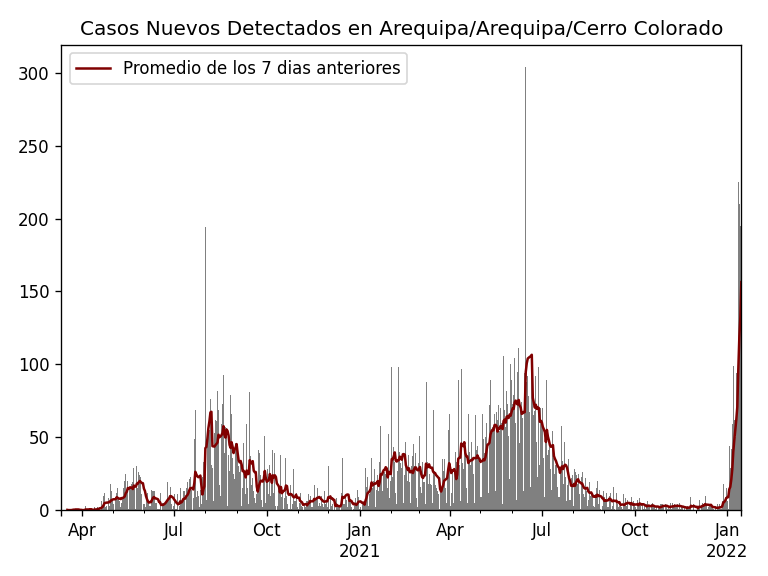 Casos Nuevos Detectados en Arequipa/Arequipa/Cerro Colorado
Promedio de los 7 dias anteriores
300
250
200
150
100
50
0
Apr Jul Oct Jan Apr Jul Oct Jan
2021 2022